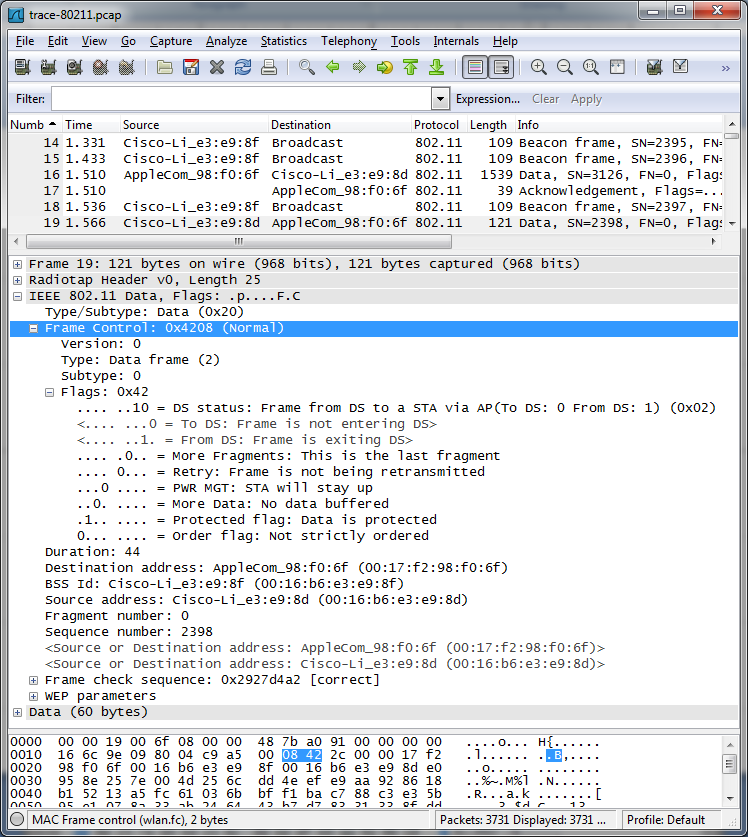 trace-80211.pcap
File Edit View Go Capture Analyze Statistics Telephony Tools Internals Help
Filter: Expression... Clear Apply
Numb Time Source Destination Protocol Length Info
14 1.331 Cisco-Li_e3:e9:8f Broadcast 802.11 109 Beacon frame, SN=2395, FN=
15 1.433 Cisco-Li_e3:e9:8f Broadcast 802.11 109 Beacon frame, SN=2396, FN=
16 1.510 AppleCom_98:f0:6f Cisco-Li_e3:e9:8d 802.11 1539 Data, SN=3126, FN=0, Flags
17 1.510 AppleCom_98:f0:6f 802.11 39 Acknowledgement, Flags=...
18 1.536 Cisco-Li_e3:e9:8f Broadcast 802.11 109 Beacon frame, SN=2397, FN=
19 1.566 Cisco-Li_e3:e9:8d AppleCom_98:f0:6f 802.11 121 Data, SN=2398, FN=0, Flags
Frame 19: 121 bytes on wire (968 bits), 121 bytes captured (968 bits)
Radiotap Header v0, Length 25
IEEE 802.11 Data, Flags: .p....F.C
Type/Subtype: Data (0x20)
Frame Control: 0x4208 (Normal)
Version: 0
Type: Data frame (2)
Subtype: 0
Flags: 0x42
.... ..10 = DS status: Frame from DS to a STA via AP(To DS: 0 From DS: 1) (0x02)
<.... ...0 = To DS: Frame is not entering DS>
<.... ..1. = From DS: Frame is exiting DS>
.... .0.. = More Fragments: This is the last fragment
.... 0... = Retry: Frame is not being retransmitted
...0 .... = PWR MGT: STA will stay up
..0. .... = More Data: No data buffered
.1.. .... = Protected flag: Data is protected
0... .... = Order flag: Not strictly ordered
Duration: 44
Destination address: AppleCom_98:f0:6f (00:17:f2:98:f0:6f)
BSS Id: Cisco-Li_e3:e9:8f (00:16:b6:e3:e9:8f)
Source address: Cisco-Li_e3:e9:8d (00:16:b6:e3:e9:8d)
Fragment number: 0
Sequence number: 2398
<Source or Destination address: AppleCom_98:f0:6f (00:17:f2:98:f0:6f)>
<Source or Destination address: Cisco-Li_e3:e9:8d (00:16:b6:e3:e9:8d)>
Frame check sequence: 0x2927d4a2 [correct]
WEP parameters
Data (60 bytes)
0000 00 00 19 00 6f 08 00 00 48 7b a0 91 00 00 00 00 ....o... H{......
0010 16 6c 9e 09 80 04 c9 a5 00 08 42 2c 00 00 17 f2 .l...... ..B,....
0020 98 f0 6f 00 16 b6 e3 e9 8f 00 16 b6 e3 e9 8d e0 ..o..... ........
0030 95 8e 25 7e 00 4d 25 6c dd 4e ef e9 aa 92 86 18 ..%~.M%l .N......
0040 b1 52 13 a5 fc 61 03 6b bf f1 ba c7 88 c3 e3 5b .R...a.k .......[
MAC Frame control (wlan.fc), 2 bytes Packets: 3731 Displayed: 3731 ... Profile: Default